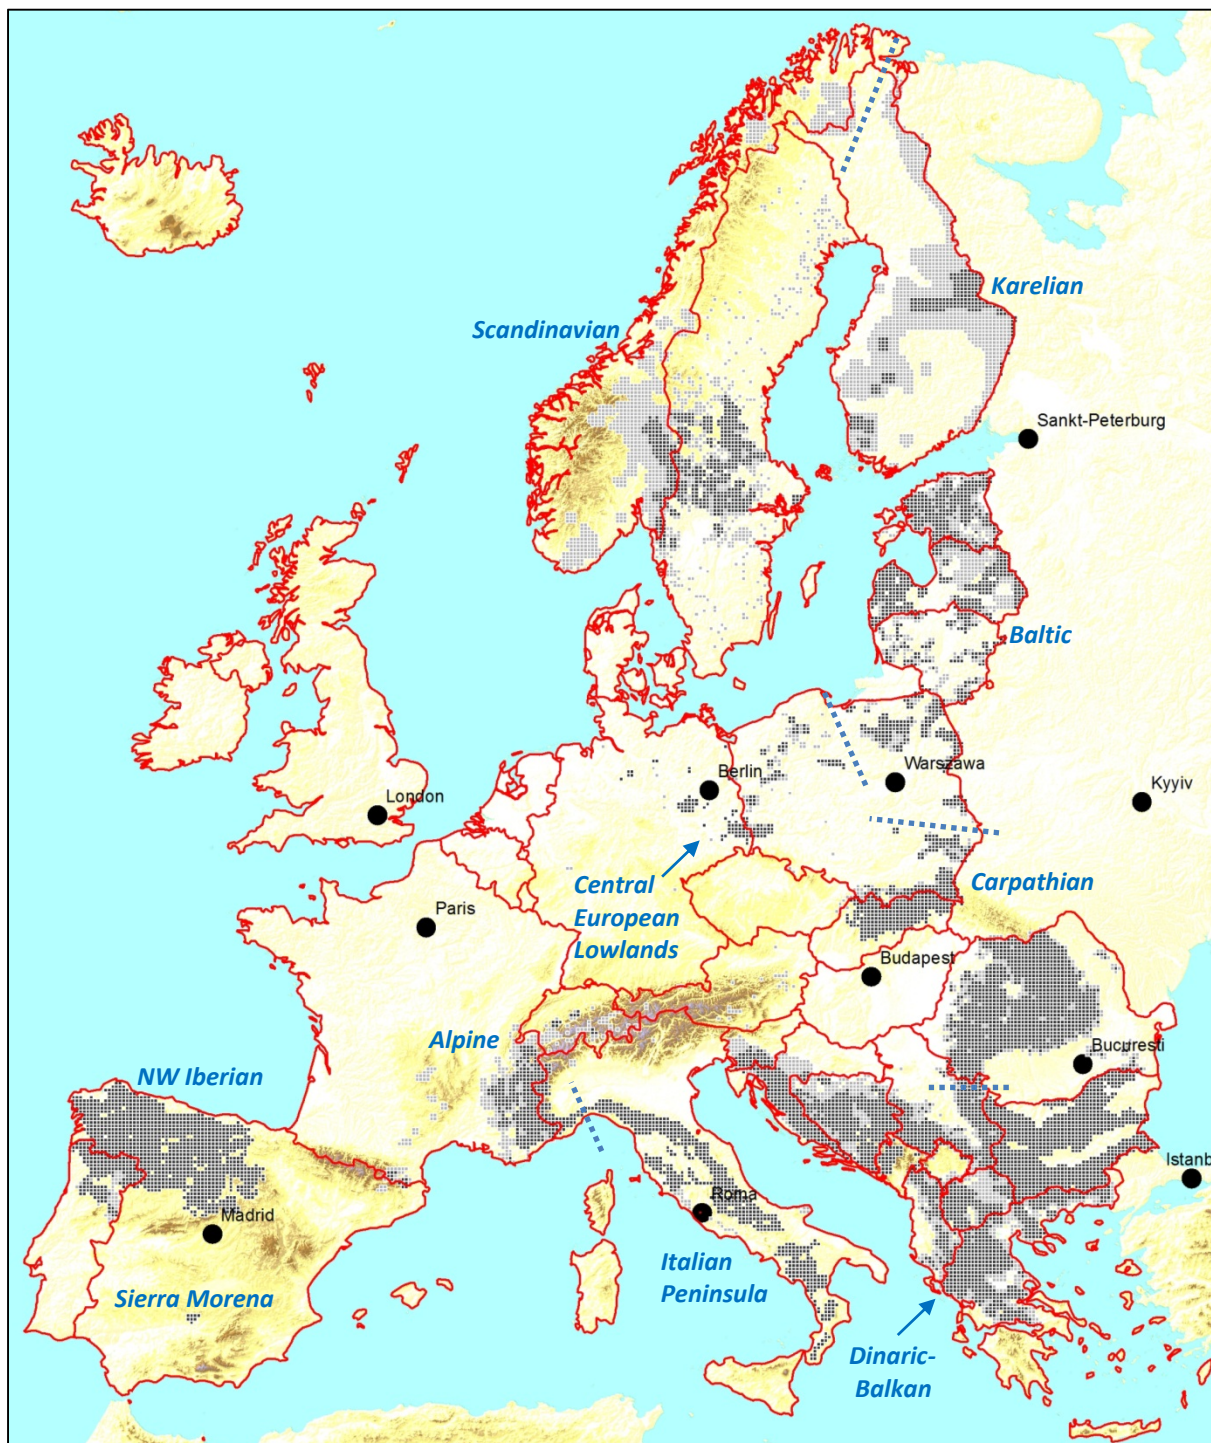 Karelian
Scandinavian
Sankt-Peterburg
Baltic
Warszawa
Berlin
Kyyiv
London
Central
European
Lowlands
Carpathian
Paris
Budapest
Alpine
Bucuresti
NW Iberian
Istanb
Roma
Madrid
Italian
Peninsula
Sierra Morena
Dinaric-
Balkan